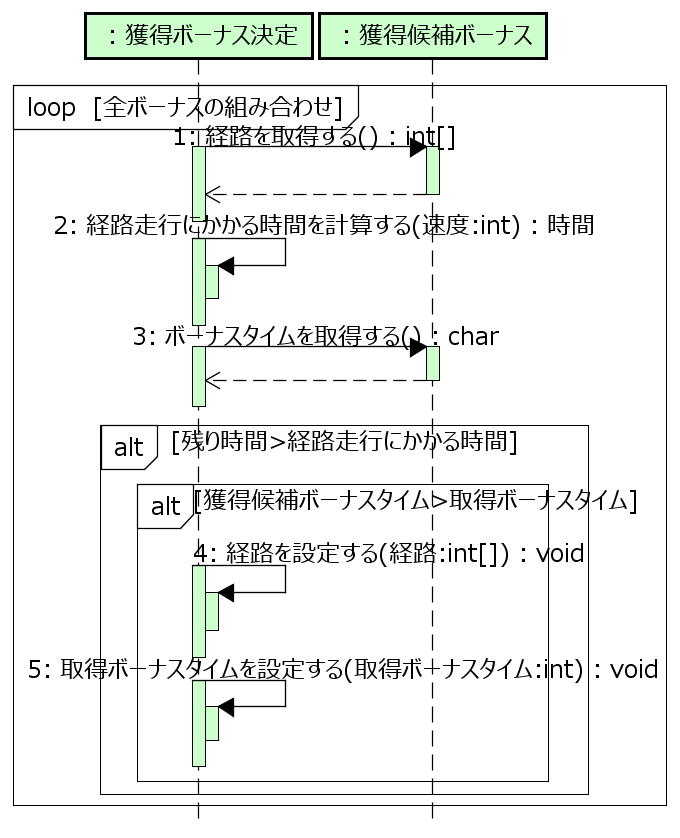 : 獲得ボーナス決定
: 獲得候補ボーナス
loop [全ボーナスの組み合わせ]
1: 経路を取得する() : int[]
2: 経路走行にかかる時間を計算する(速度:int) : 時間
3: ボーナスタイムを取得する() : char
alt [残り時間>経路走行にかかる時間]
alt [獲得候補ボーナスタイム>取得ボーナスタイム]
4: 経路を設定する(経路:int[]) : void
5: 取得ボーナスタイムを設定する(取得ボーナスタイム:int) : void